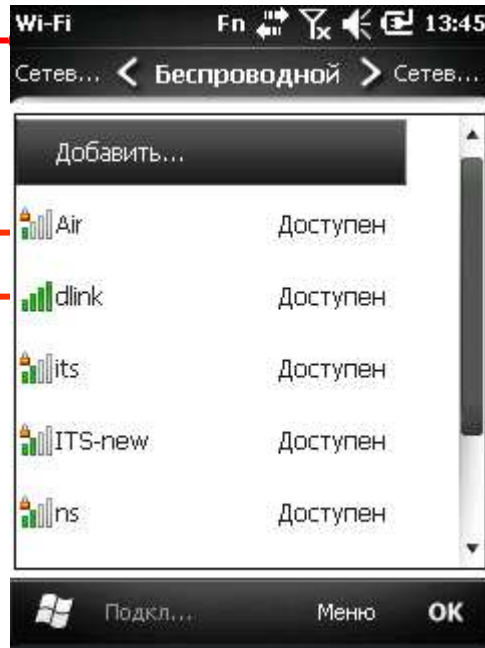 Wi-Fi Fn 13:45
Сетев... < Беспроводной > Сетев...
Добавить...
Air Доступен
dlink Доступен
its Доступен
ITS-new Доступен
ns Доступен
Подкл... Меню OK